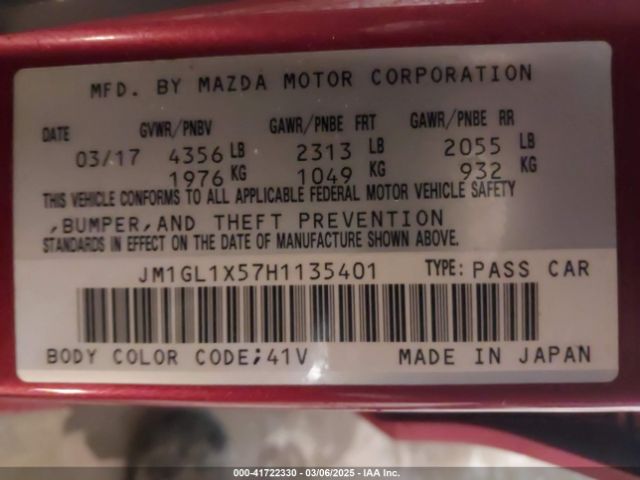 MFD. BY MAZDA MOTOR CORPORATION
DATE GVWR/PNBV GAWR/PNBE FRT GAWR/PNBE RR
03/17 4356 LB 2313 LB 2055 LB
1976 KG 1049 KG 932 KG
THIS VEHICLE CONFORMS TO ALL APPLICABLE FEDERAL MOTOR VEHICLE SAFETY
,BUMPER,AND THEFT PREVENTION
STANDARDS IN EFFECT ON THE DATE OF MANUFACTURE SHOWN ABOVE.
JM1GL1X57H1135401 TYPE: PASS CAR
BODY COLOR CODE;41V MADE IN JAPAN
000-41722330 - 03/06/2025 - IAA Inc.